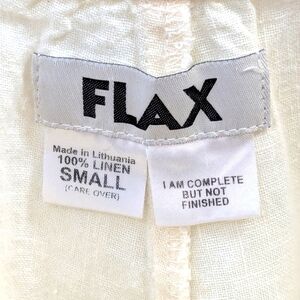 FLAX
Made in Lithuania
100% LINEN
SMALL
(CARE OVER)
I AM COMPLETE
BUT NOT
FINISHED